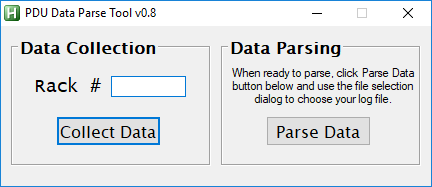 PDU Data Parse Tool v0.8
Data Collection
Rack #
Collect Data
Data Parsing
When ready to parse, click Parse Data
button below and use the file selection
dialog to choose your log file.
Parse Data